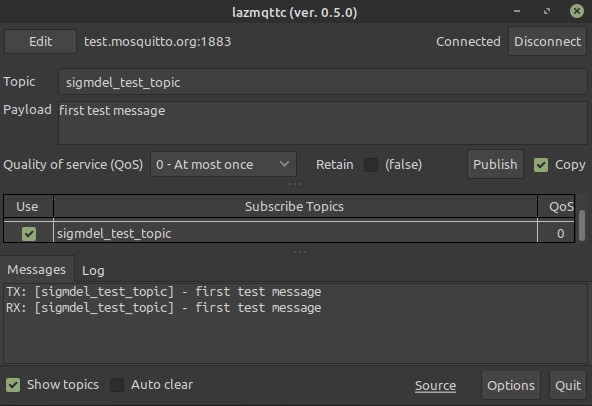 lazmqttc (ver. 0.5.0)
Edit test.mosquitto.org:1883 Connected Disconnect
Topic sigmdel_test_topic
Payload first test message
Quality of service (QoS) 0 - At most once Retain (false) Publish Copy
Use Subscribe Topics QoS
sigmdel_test_topic 0
Messages Log
TX: [sigmdel_test_topic] - first test message
RX: [sigmdel_test_topic] - first test message
Show topics Auto clear Source Options Quit